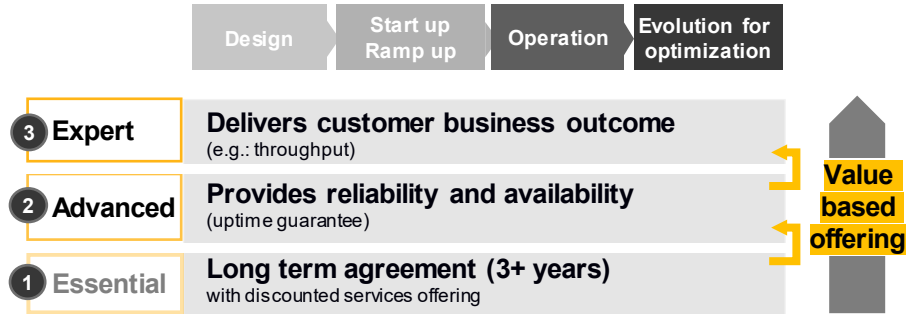 Design
Start up
Ramp up
Operation
Evolution for
optimization
3 Expert
Delivers customer business outcome
(e.g.: throughput)
2 Advanced
Provides reliability and availability
(uptime guarantee)
1 Essential
Long term agreement (3+ years)
with discounted services offering
Value
based
offering